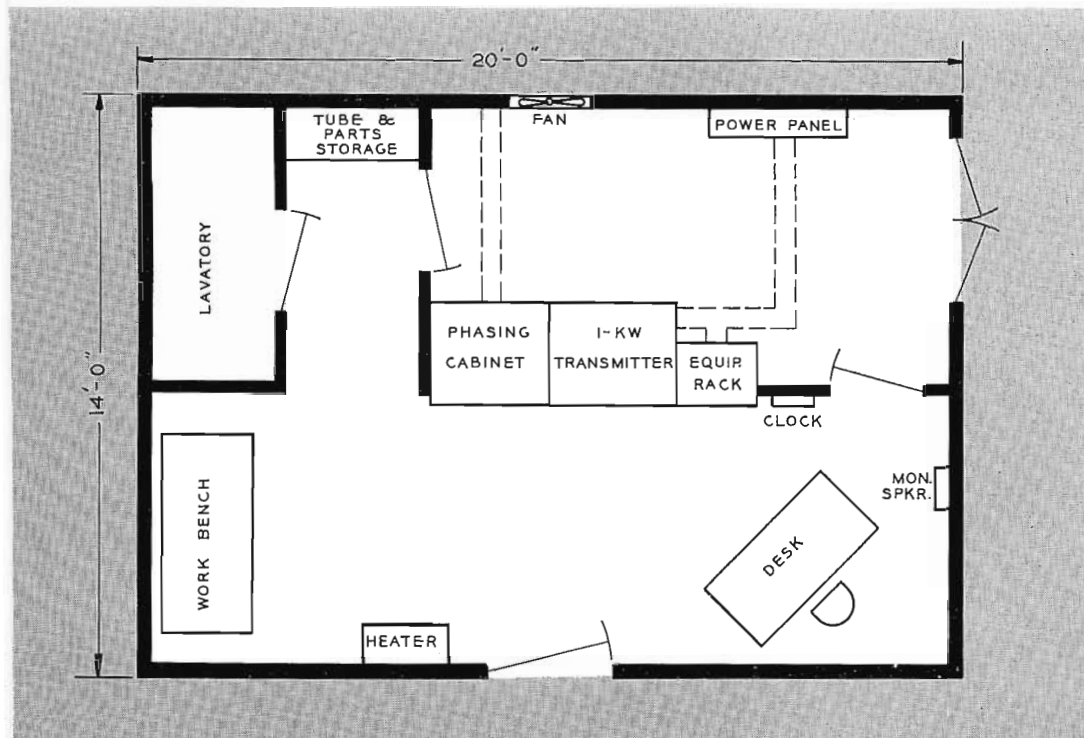 20'-0"
TUBE &
PARTS
STORAGE
FAN
POWER PANEL
LAVATORY
14'-0"
PHASING
CABINET
1-KW
TRANSMITTER
EQUIP.
RACK
CLOCK
MON.
SPKR.
WORK BENCH
DESK
HEATER